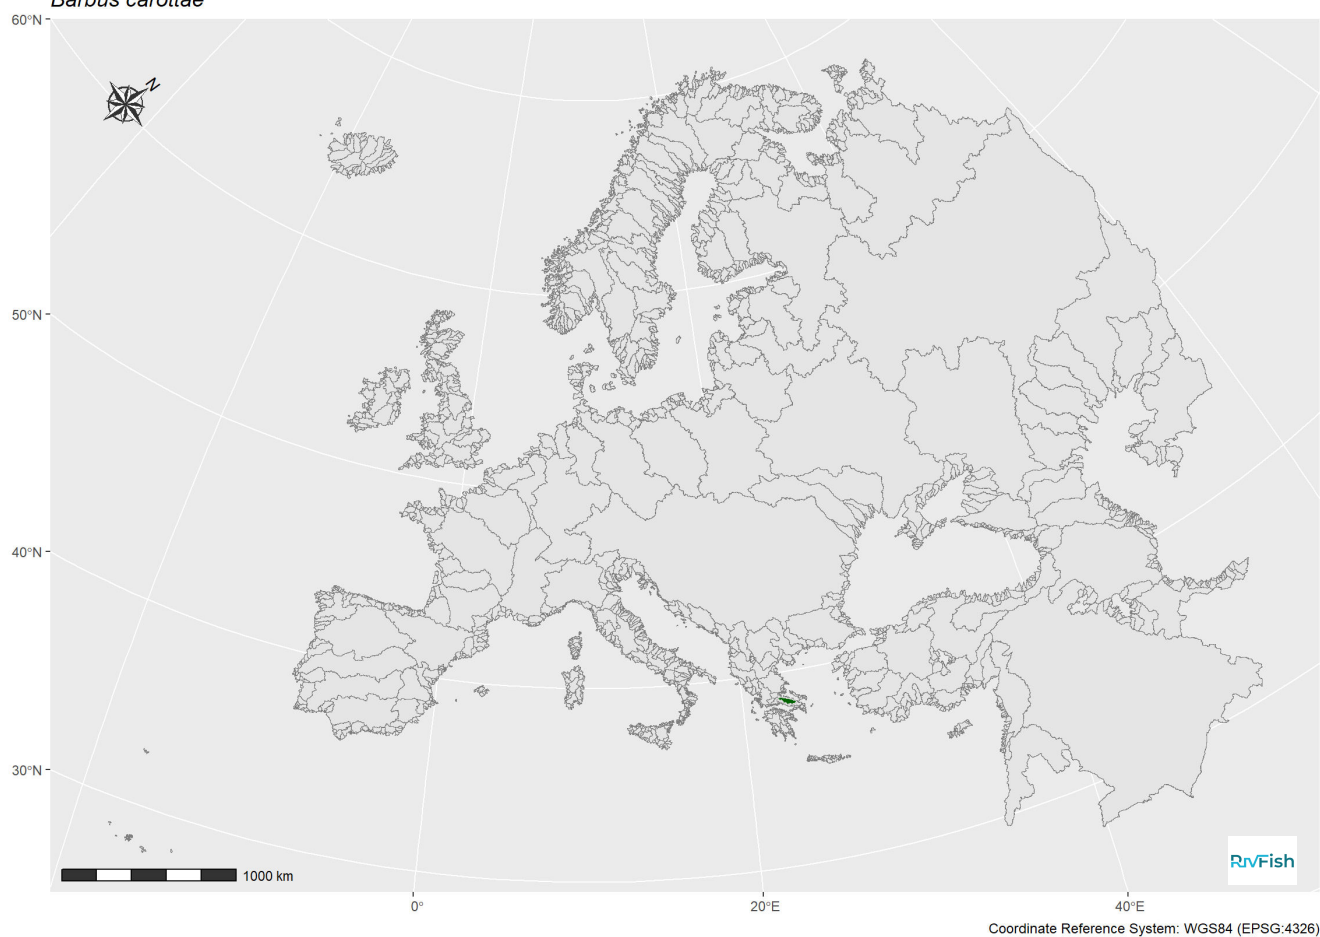 Barbus carottae
60°N
N
50°N
40°N
30°N
1000 km
RivFish
0°
20°E
40°E
Coordinate Reference System: WGS84 (EPSG:4326)